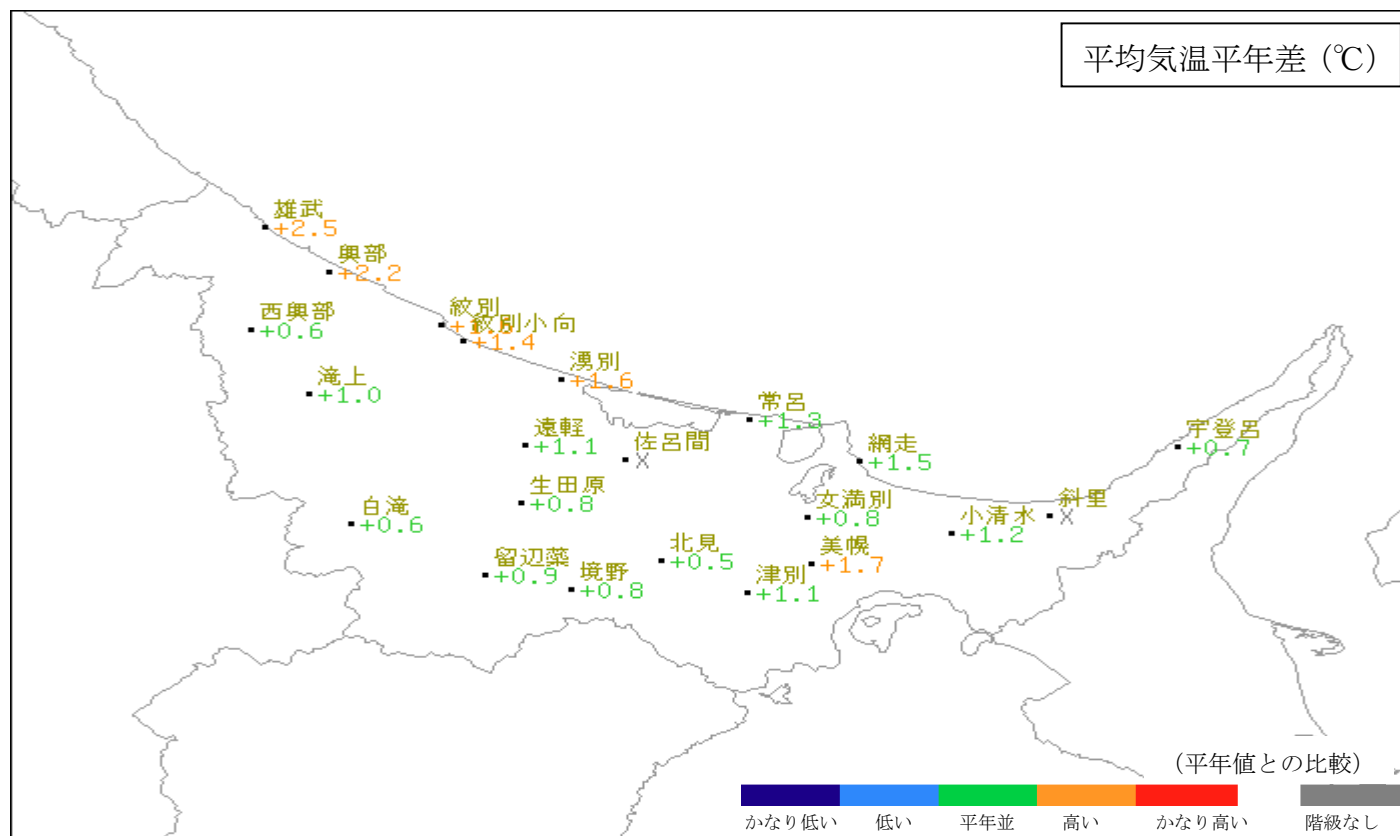 平均気温平年差 (℃)
雄武
+2.5
興部
+2.2
西興部
+0.6
紋別
紋別小向
+1.4
滝上
+1.0
湧別
+1.6
常呂
+1.3
遠軽
+1.1
佐呂間
X
網走
+1.5
宇登呂
+0.7
生田原
+0.8
白滝
+0.6
女満別
+0.8
小清水
+1.2
斜里
X
留辺蘂
+0.9
境野
+0.8
北見
+0.5
美幌
+1.7
津別
+1.1
(平年値との比較)
かなり低い 低い 平年並 高い かなり高い 階級なし